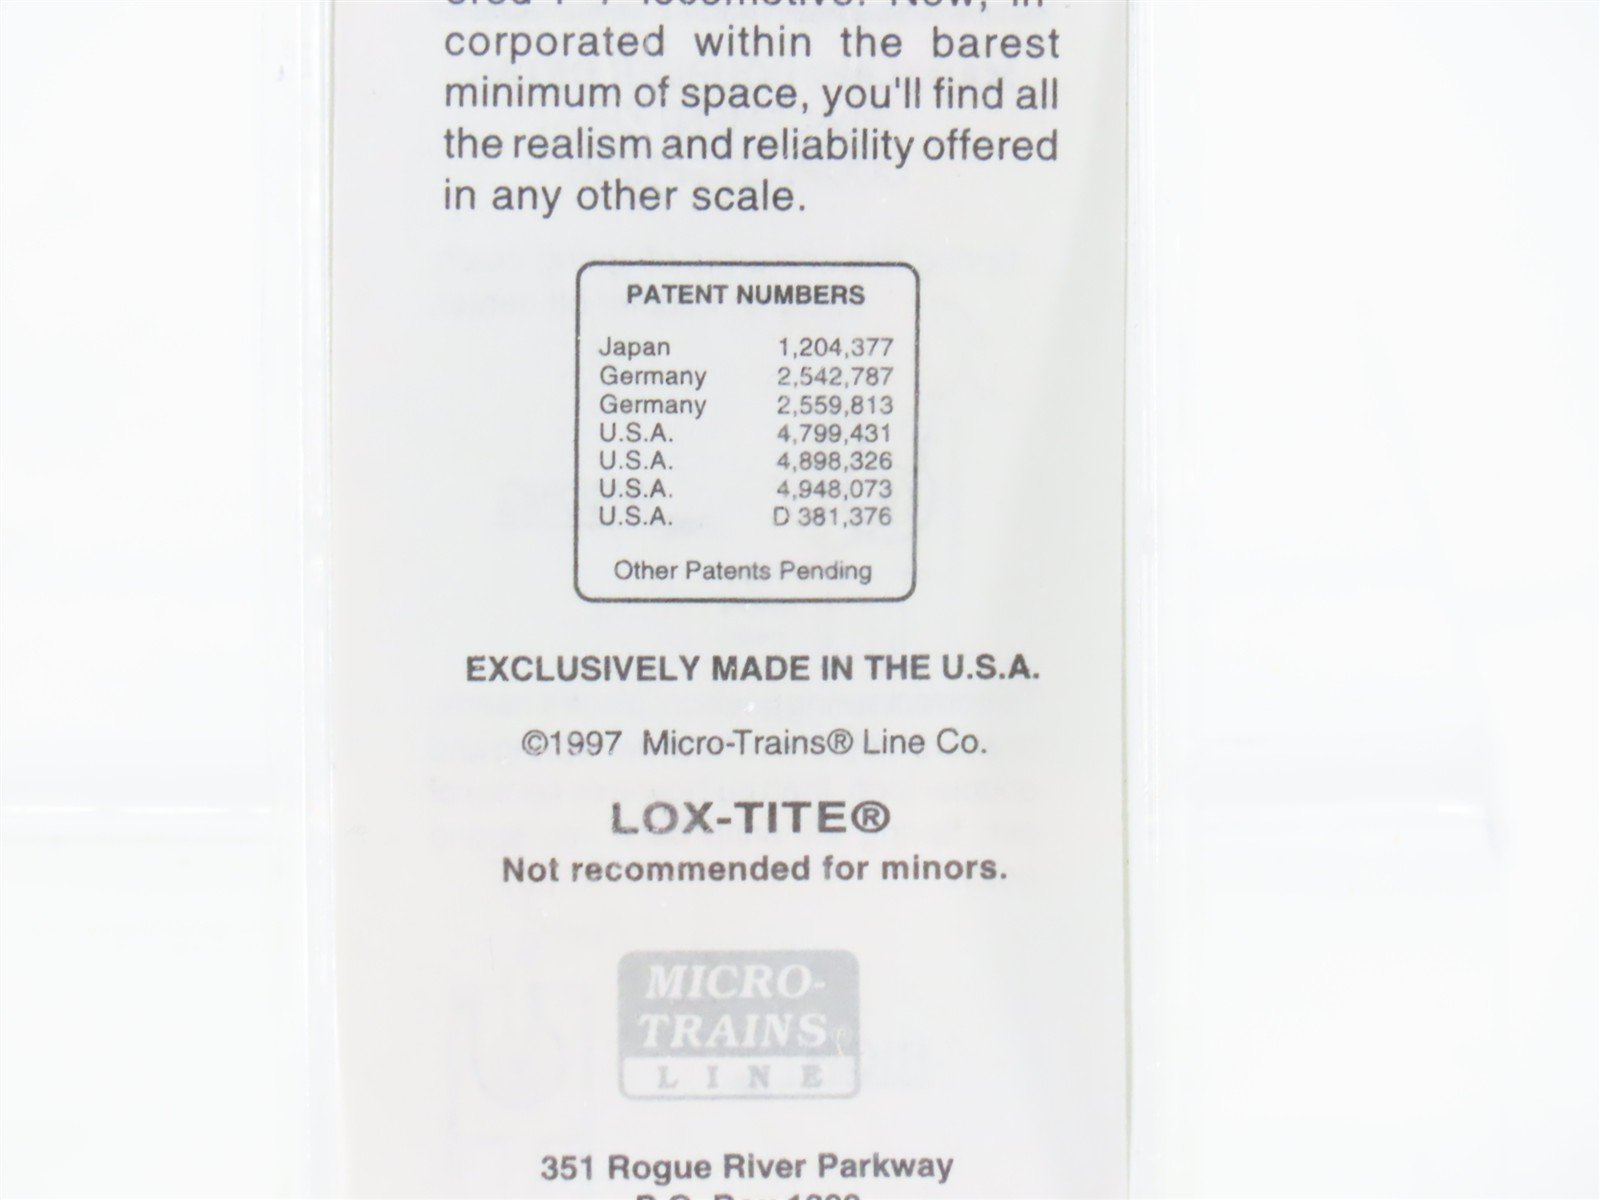 corporated within the barest
minimum of space, you'll find all
the realism and reliability offered
in any other scale.
PATENT NUMBERS
Japan 1,204,377
Germany 2,542,787
Germany 2,559,813
U.S.A. 4,799,431
U.S.A. 4,898,326
U.S.A. 4,948,073
U.S.A. D 381,376
Other Patents Pending
EXCLUSIVELY MADE IN THE U.S.A.
©1997 Micro-Trains® Line Co.
LOX-TITE®
Not recommended for minors.
MICRO-
TRAINS
LINE
351 Rogue River Parkway